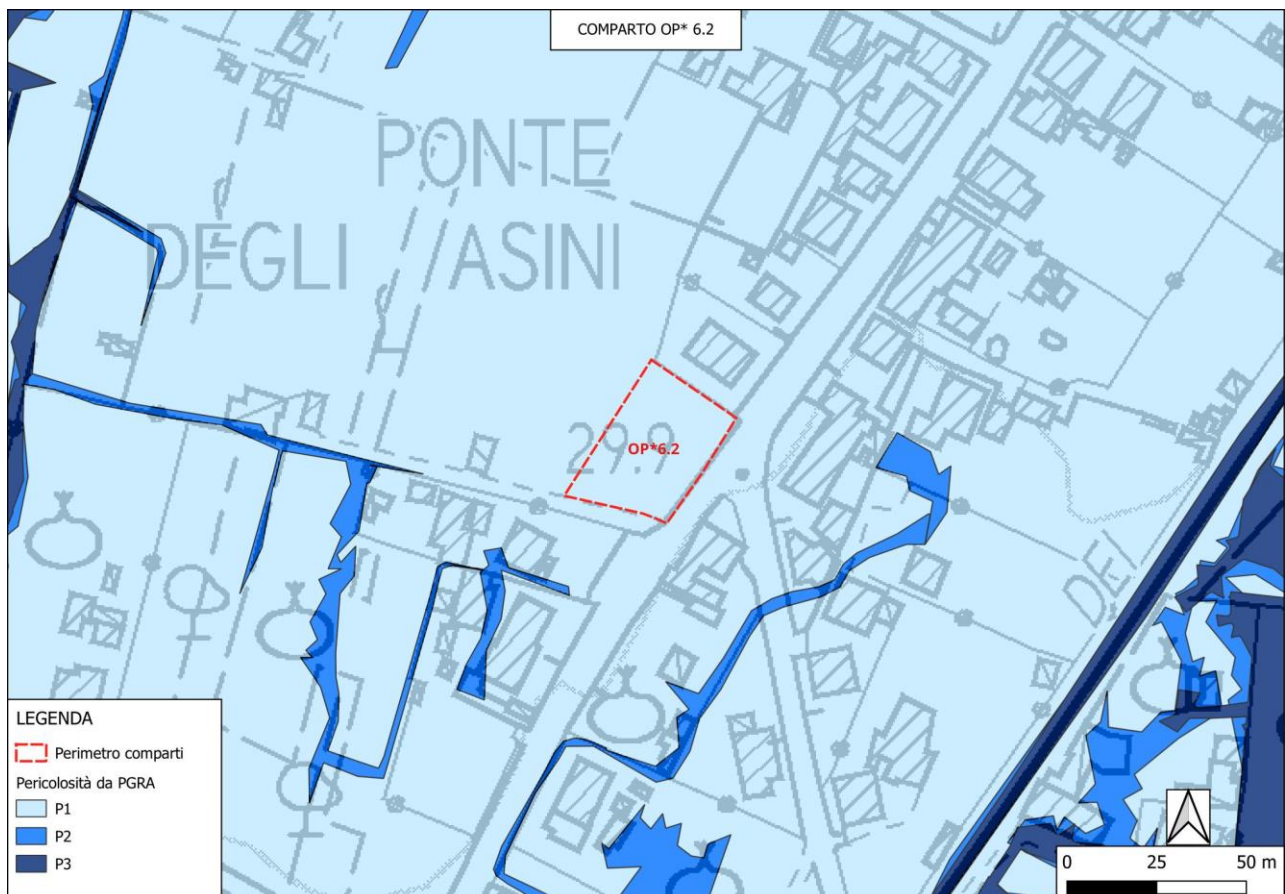 COMPARTO OP* 6.2
PONTE
DEGLI ASINI
29.9
OP*6.2
DEI
LEGENDA
Perimetro comparti
Pericolosità da PGRA
P1
P2
P3
0 25 50 m